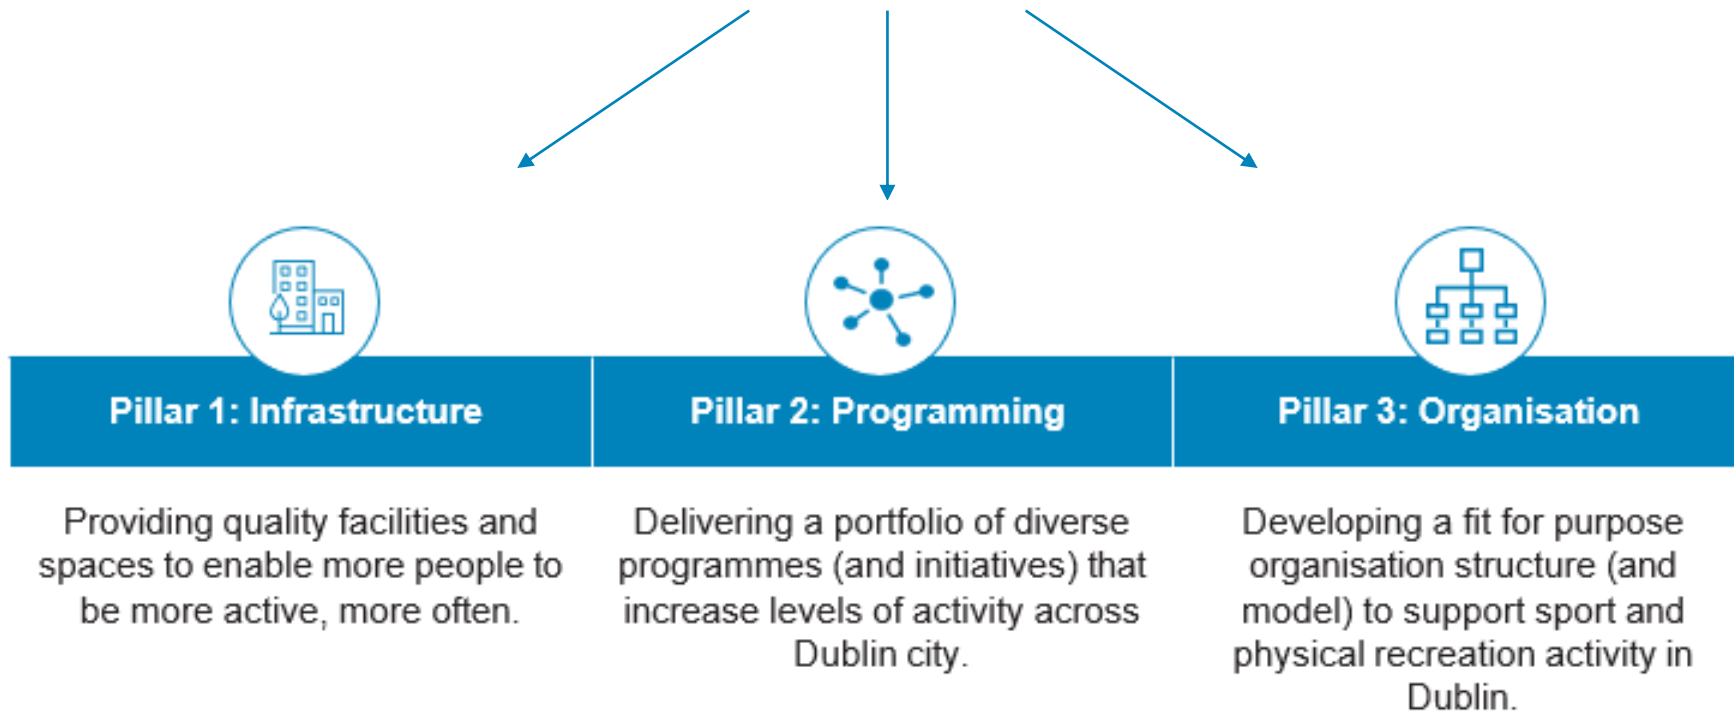 Pillar 1: Infrastructure
Providing quality facilities and
spaces to enable more people to
be more active, more often.
Pillar 2: Programming
Delivering a portfolio of diverse
programmes (and initiatives) that
increase levels of activity across
Dublin city.
Pillar 3: Organisation
Developing a fit for purpose
organisation structure (and
model) to support sport and
physical recreation activity in
Dublin.